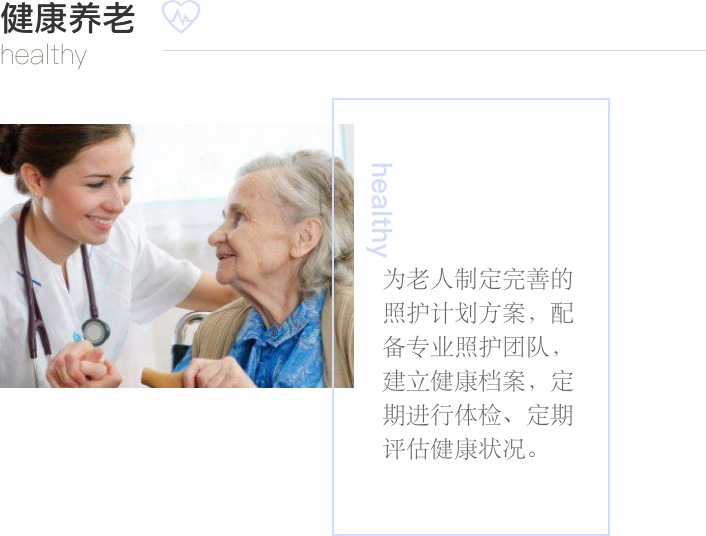 健康养老
healthy
healthy
为老人制定完善的
照护计划方案，配
备专业照护团队，
建立健康档案，定
期进行体检、定期
评估健康状况。